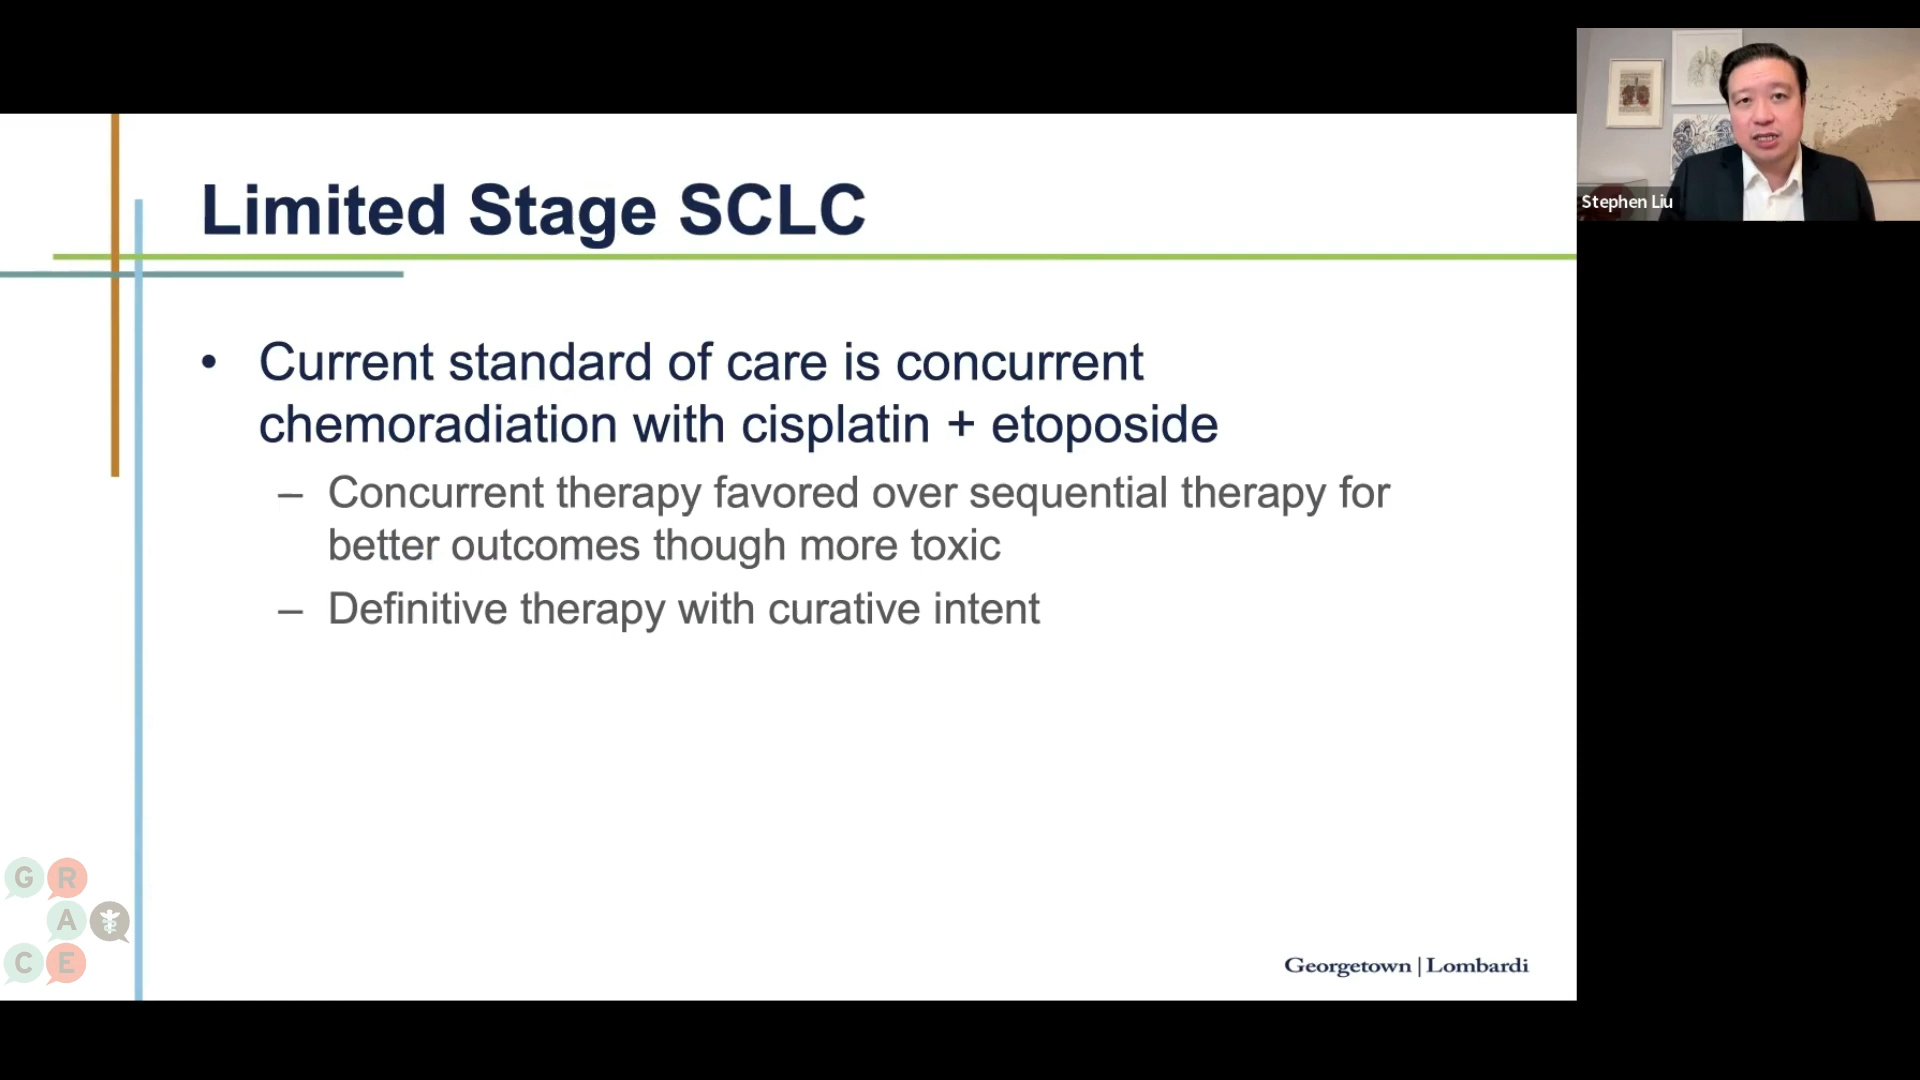 Limited Stage SCLC
• Current standard of care is concurrent
chemoradiation with cisplatin + etoposide
– Concurrent therapy favored over sequential therapy for
better outcomes though more toxic
– Definitive therapy with curative intent
Stephen Liu
G R
A
C E
Georgetown | Lombardi